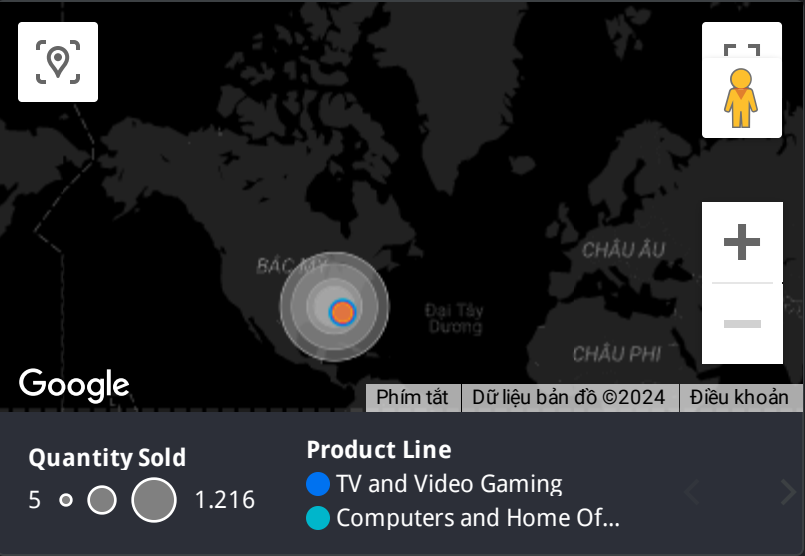 BẮC MỸ
CHÂU ÂU
Đại Tây
Dương
CHÂU PHI
Google
Phím tắt
Dữ liệu bản đồ ©2024
Điều khoản
Quantity Sold
5
1.216
Product Line
TV and Video Gaming
Computers and Home Of...